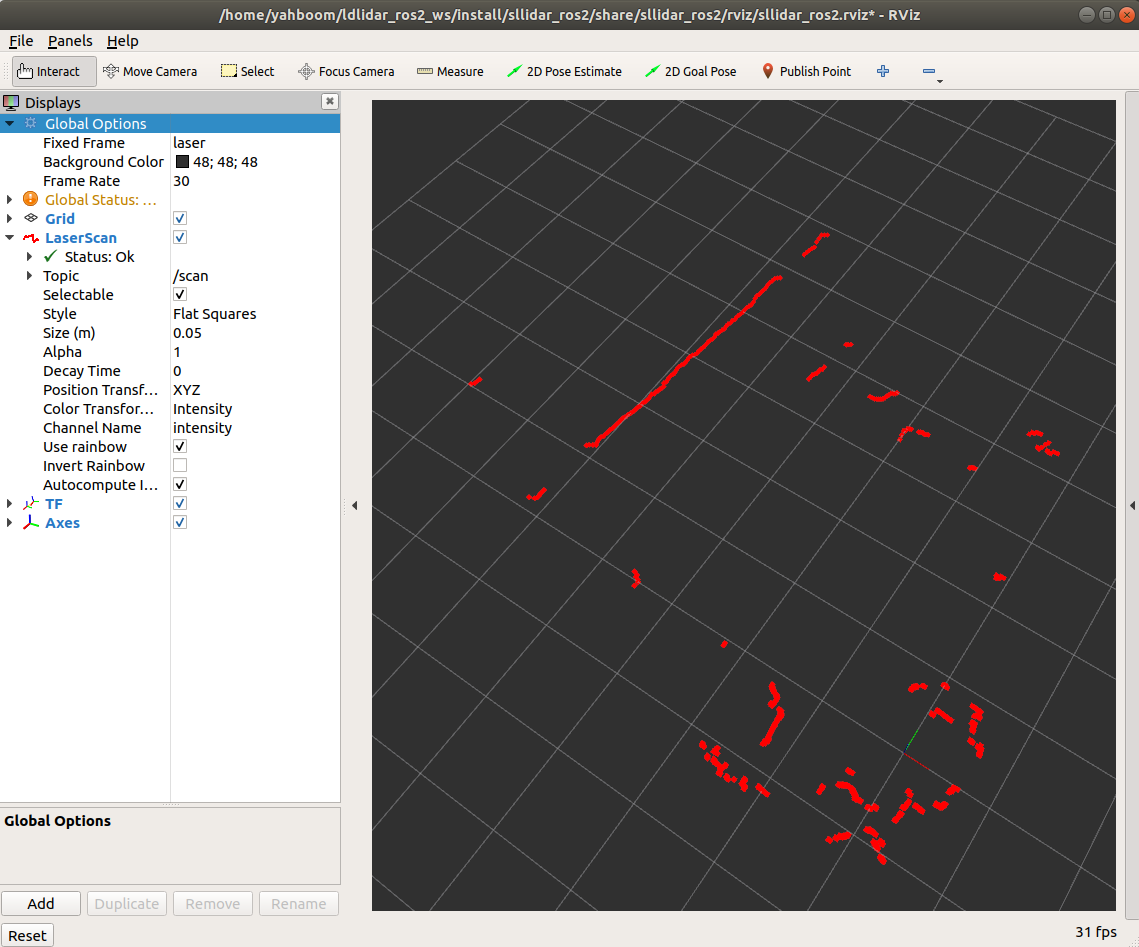 /home/yahboom/ldlidar_ros2_ws/install/sllidar_ros2/share/sllidar_ros2/rviz/sllidar_ros2.rviz* - RViz
File Panels Help
Interact Move Camera Select Focus Camera Measure 2D Pose Estimate 2D Goal Pose Publish Point
Displays
Global Options
Fixed Frame laser
Background Color 48; 48; 48
Frame Rate 30
Global Status: ...
Grid
LaserScan
Status: Ok
Topic /scan
Selectable
Style Flat Squares
Size (m) 0.05
Alpha 1
Decay Time 0
Position Transf... XYZ
Color Transfor... Intensity
Channel Name intensity
Use rainbow
Invert Rainbow
Autocompute I...
TF
Axes
Global Options
Add Duplicate Remove Rename
Reset 31 fps